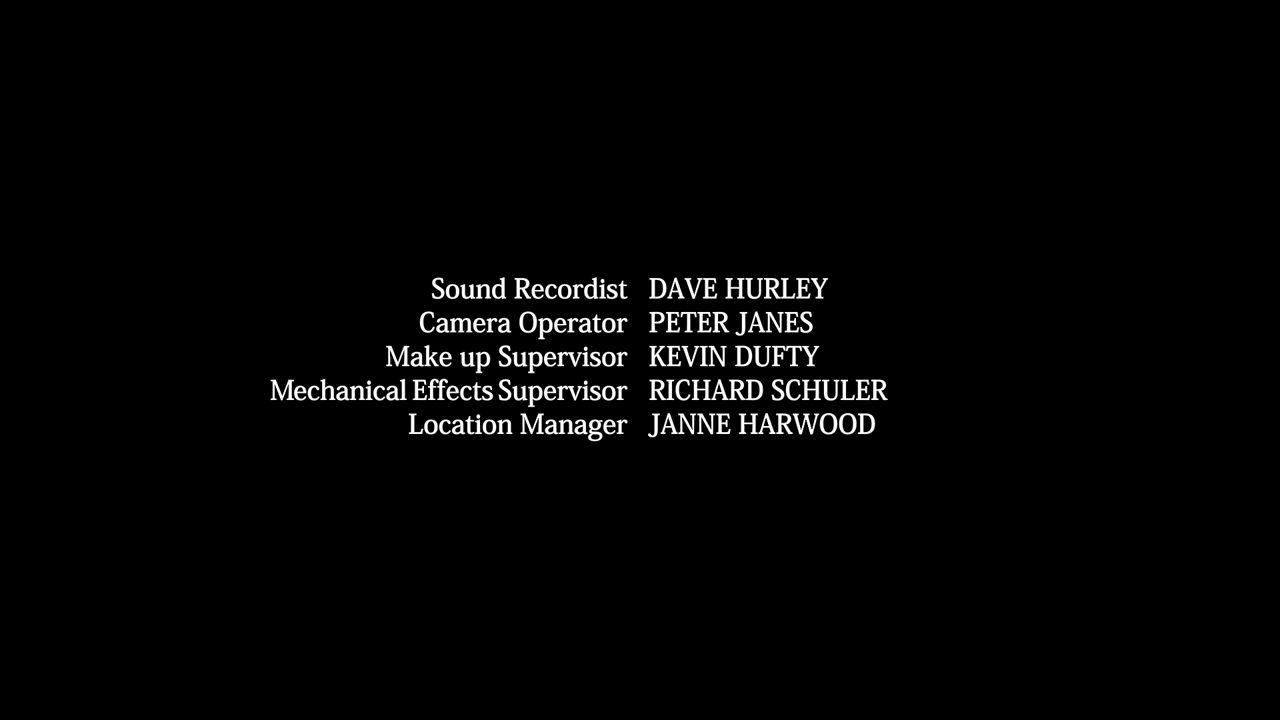 Sound Recordist DAVE HURLEY
Camera Operator PETER JANES
Make up Supervisor KEVIN DUFTY
Mechanical Effects Supervisor RICHARD SCHULER
Location Manager JANNE HARWOOD